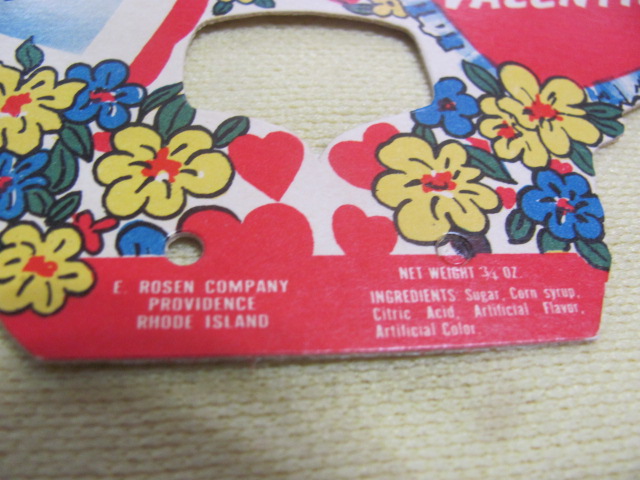 E. ROSEN COMPANY
PROVIDENCE
RHODE ISLAND
NET WEIGHT ¾ OZ.
INGREDIENTS: Sugar, Corn syrup,
Citric Acid, Artificial Flavor,
Artificial Color.